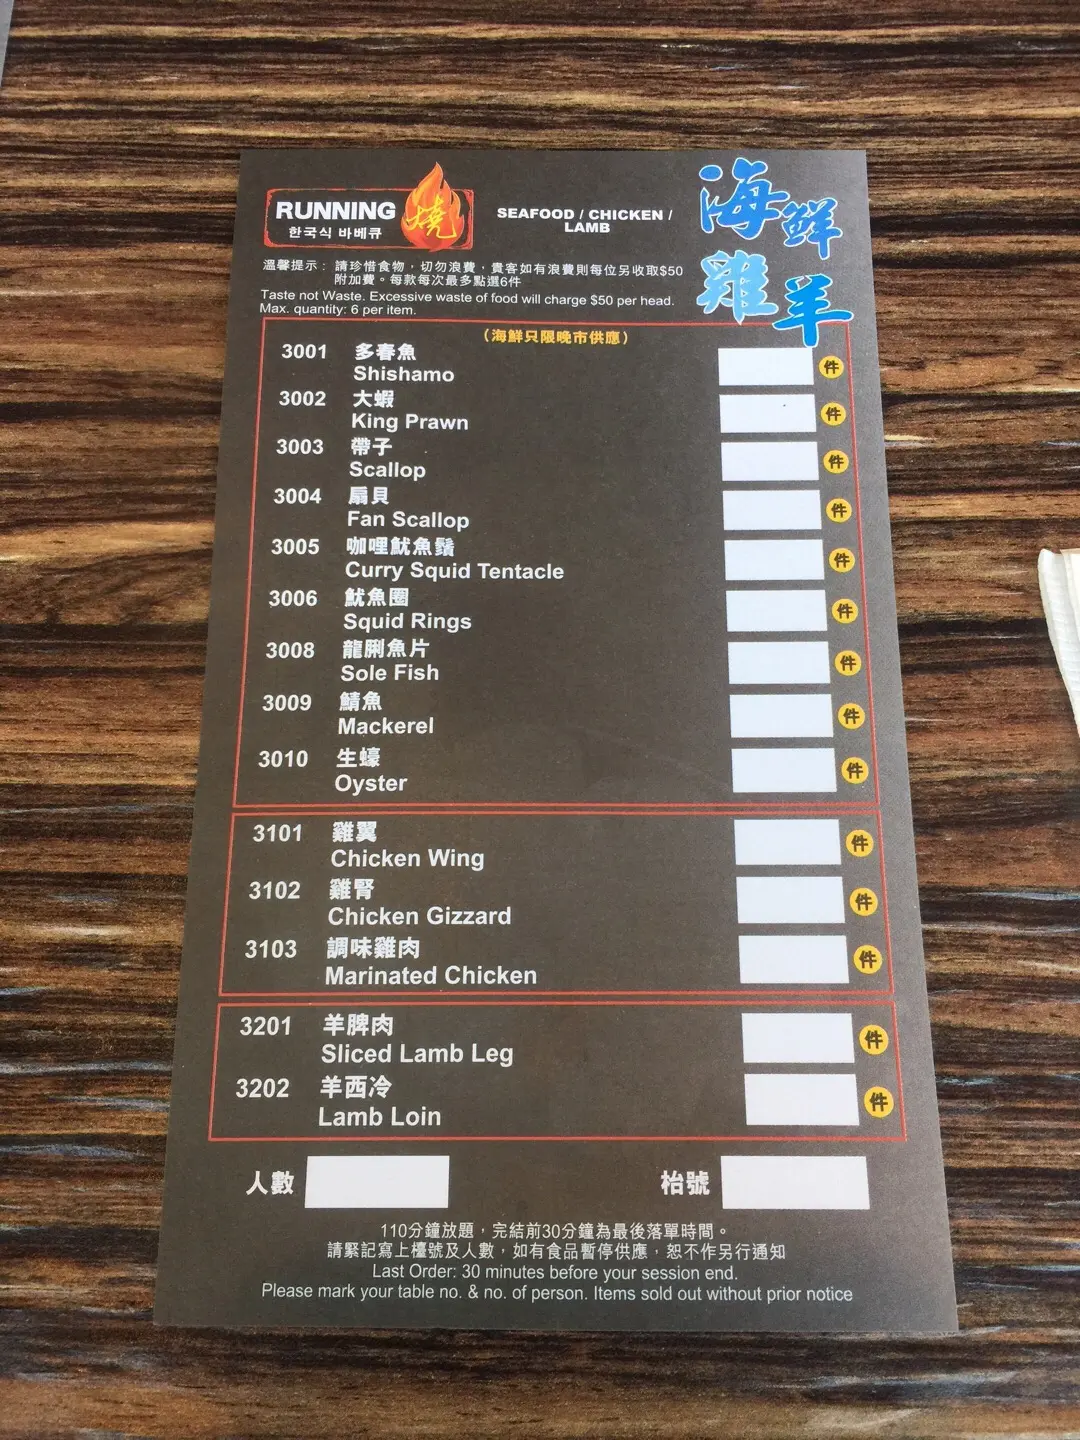 RUNNING 燒
한국식 바베큐
SEAFOOD / CHICKEN /
LAMB
海鮮
雞羊
溫馨提示：請珍惜食物，切勿浪費，貴客如有浪費則每位另收取$50
附加費。每款每次最多點選6件
Taste not Waste. Excessive waste of food will charge $50 per head.
Max. quantity: 6 per item.
（海鮮只限晚市供應）
3001 多春魚 件
Shishamo
3002 大蝦 件
King Prawn
3003 帶子 件
Scallop
3004 扇貝 件
Fan Scallop
3005 咖哩魷魚鬚 件
Curry Squid Tentacle
3006 魷魚圈 件
Squid Rings
3008 龍脷魚片 件
Sole Fish
3009 鯖魚 件
Mackerel
3010 生蠔 件
Oyster
3101 雞翼 件
Chicken Wing
3102 雞腎 件
Chicken Gizzard
3103 調味雞肉 件
Marinated Chicken
3201 羊脾肉 件
Sliced Lamb Leg
3202 羊西冷 件
Lamb Loin
人數 枱號
110分鐘放題，完結前30分鐘為最後落單時間。
請緊記寫上檯號及人數，如有食品暫停供應，恕不作另行通知
Last Order: 30 minutes before your session end.
Please mark your table no. & no. of person. Items sold out without prior notice